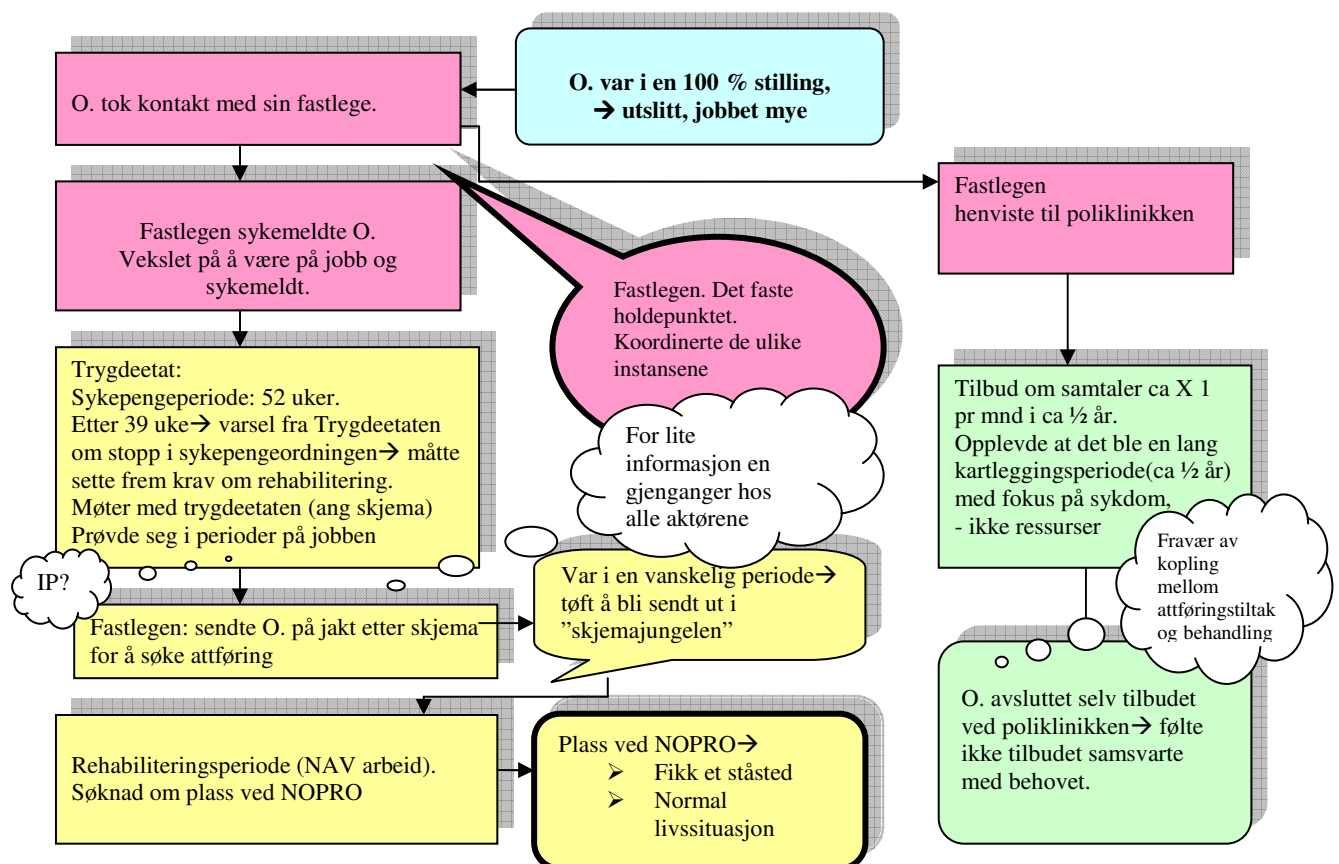 O. var i en 100 % stilling,
→ utslitt, jobbet mye
O. tok kontakt med sin fastlege.
Fastlegen
henviste til poliklinikken
Fastlegen sykemeldte O.
Vekslet på å være på jobb og
sykemeldt.
Fastlegen. Det faste
holdepunktet.
Koordinerte de ulike
instansene
Trygdeetat:
Sykepengeperiode: 52 uker.
Etter 39 uke→ varsel fra Trygdeetaten
om stopp i sykepengeordningen→ måtte
sette frem krav om rehabilitering.
Møter med trygdeetaten (ang skjema)
Prøvde seg i perioder på jobben
For lite
informasjon en
gjenganger hos
alle aktørene
Tilbud om samtaler ca X 1
pr mnd i ca ½ år.
Opplevde at det ble en lang
kartleggingsperiode(ca ½ år)
med fokus på sykdom,
- ikke ressurser
Fravær av
kopling
mellom
attføringstiltak
og behandling
IP?
Var i en vanskelig periode→
tøft å bli sendt ut i
”skjemajungelen”
Fastlegen: sendte O. på jakt etter skjema
for å søke attføring
O. avsluttet selv tilbudet
ved poliklinikken→ følte
ikke tilbudet samsvarte
med behovet.
Rehabiliteringsperiode (NAV arbeid).
Søknad om plass ved NOPRO
Plass ved NOPRO→
➢ Fikk et ståsted
➢ Normal
livssituasjon